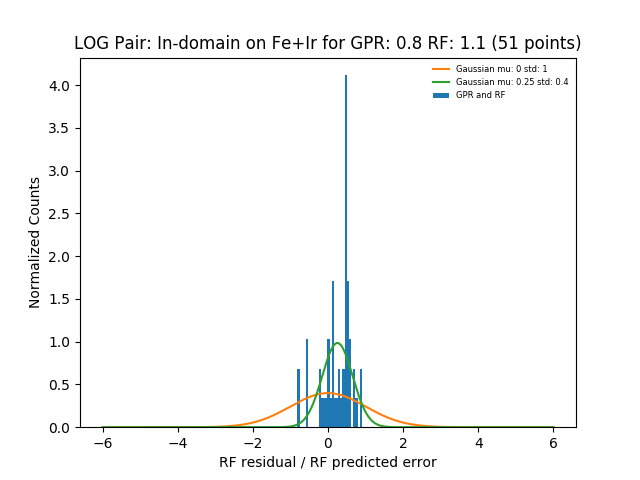 LOG Pair: In-domain on Fe+Ir for GPR: 0.8 RF: 1.1 (51 points)
Gaussian mu: 0 std: 1
Gaussian mu: 0.25 std: 0.4
GPR and RF
Normalized Counts
4.0
3.5
3.0
2.5
2.0
1.5
1.0
0.5
0.0
−6 −4 −2 0 2 4 6
RF residual / RF predicted error